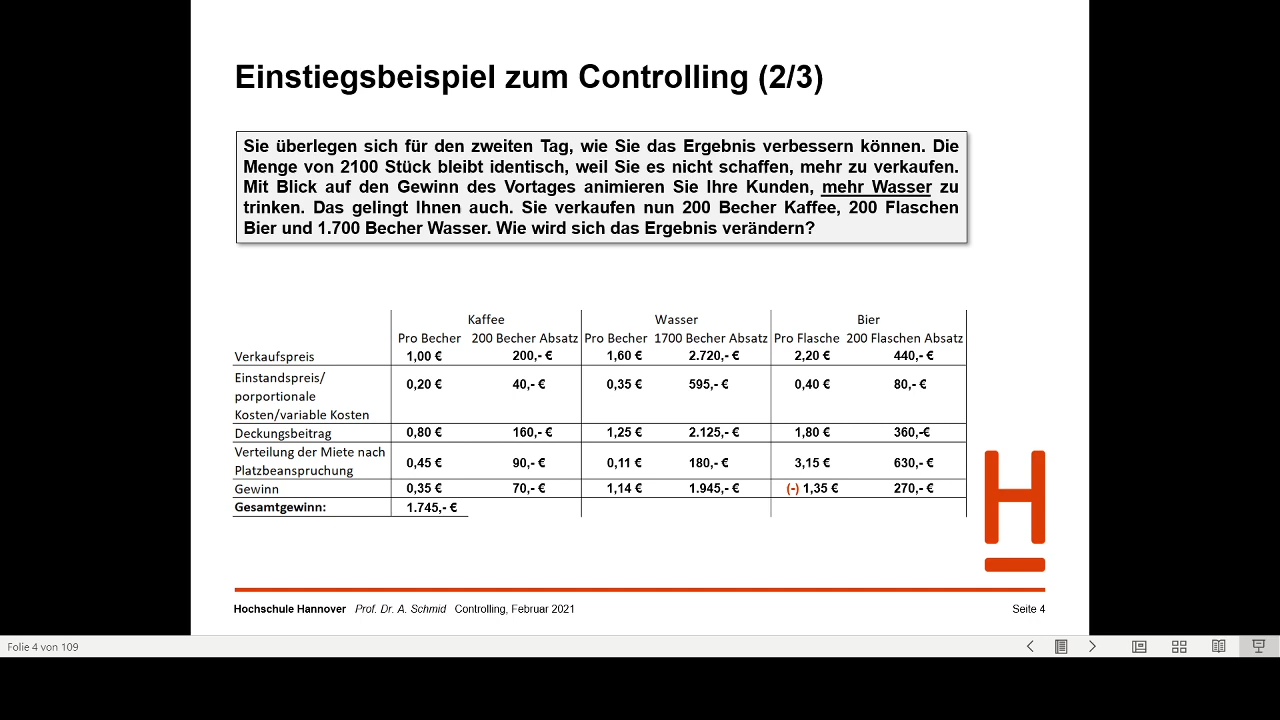 Einstiegsbeispiel zum Controlling (2/3)
Sie überlegen sich für den zweiten Tag, wie Sie das Ergebnis verbessern können. Die
Menge von 2100 Stück bleibt identisch, weil Sie es nicht schaffen, mehr zu verkaufen.
Mit Blick auf den Gewinn des Vortages animieren Sie Ihre Kunden, mehr Wasser zu
trinken. Das gelingt Ihnen auch. Sie verkaufen nun 200 Becher Kaffee, 200 Flaschen
Bier und 1.700 Becher Wasser. Wie wird sich das Ergebnis verändern?
Kaffee Wasser Bier
Pro Becher 200 Becher Absatz Pro Becher 1700 Becher Absatz Pro Flasche 200 Flaschen Absatz
Verkaufspreis 1,00 € 200,- € 1,60 € 2.720,- € 2,20 € 440,- €
Einstandspreis/
porportionale
Kosten/variable Kosten 0,20 € 40,- € 0,35 € 595,- € 0,40 € 80,- €
Deckungsbeitrag 0,80 € 160,- € 1,25 € 2.125,- € 1,80 € 360,-€
Verteilung der Miete nach
Platzbeanspruchung 0,45 € 90,- € 0,11 € 180,- € 3,15 € 630,- €
Gewinn 0,35 € 70,- € 1,14 € 1.945,- € (-) 1,35 € 270,- €
Gesamtgewinn: 1.745,- €
H
Hochschule Hannover Prof. Dr. A. Schmid Controlling, Februar 2021 Seite 4
Folie 4 von 109